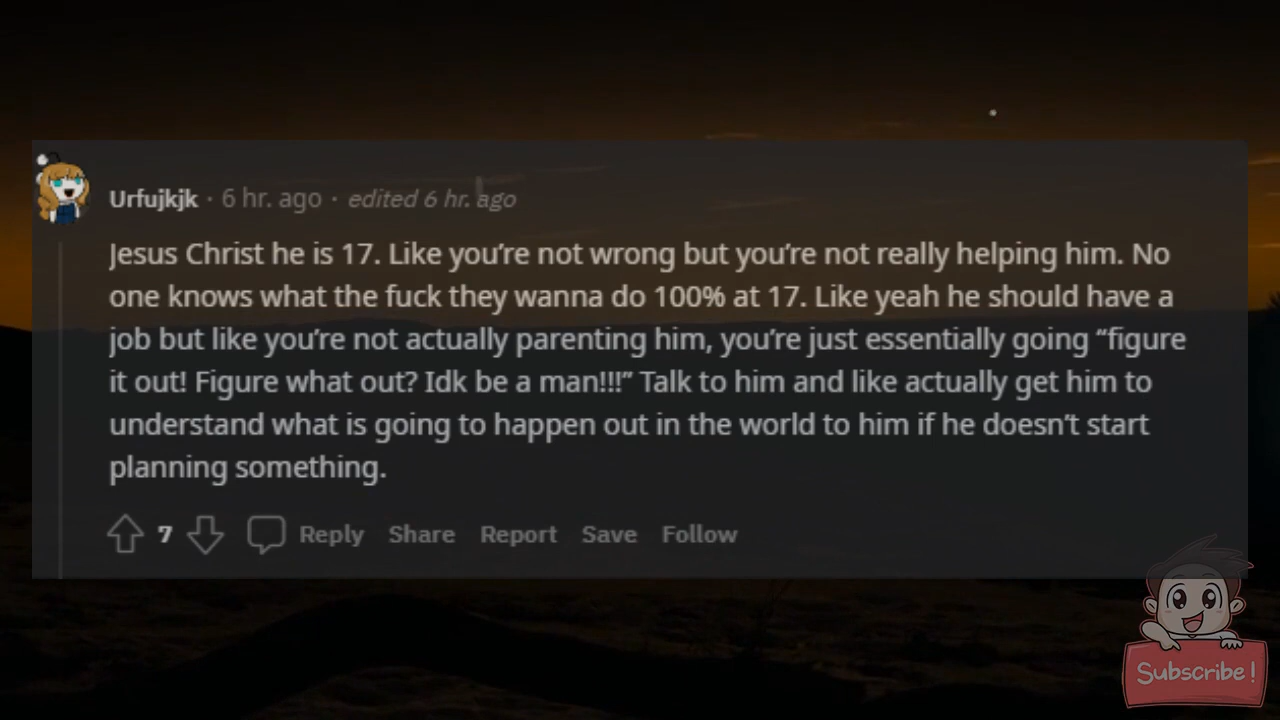 Urfujkjk · 6 hr. ago · edited 6 hr. ago
Jesus Christ he is 17. Like you’re not wrong but you’re not really helping him. No
one knows what the fuck they wanna do 100% at 17. Like yeah he should have a
job but like you’re not actually parenting him, you’re just essentially going “figure
it out! Figure what out? Idk be a man!!!” Talk to him and like actually get him to
understand what is going to happen out in the world to him if he doesn’t start
planning something.
7 Reply Share Report Save Follow
Subscribe!